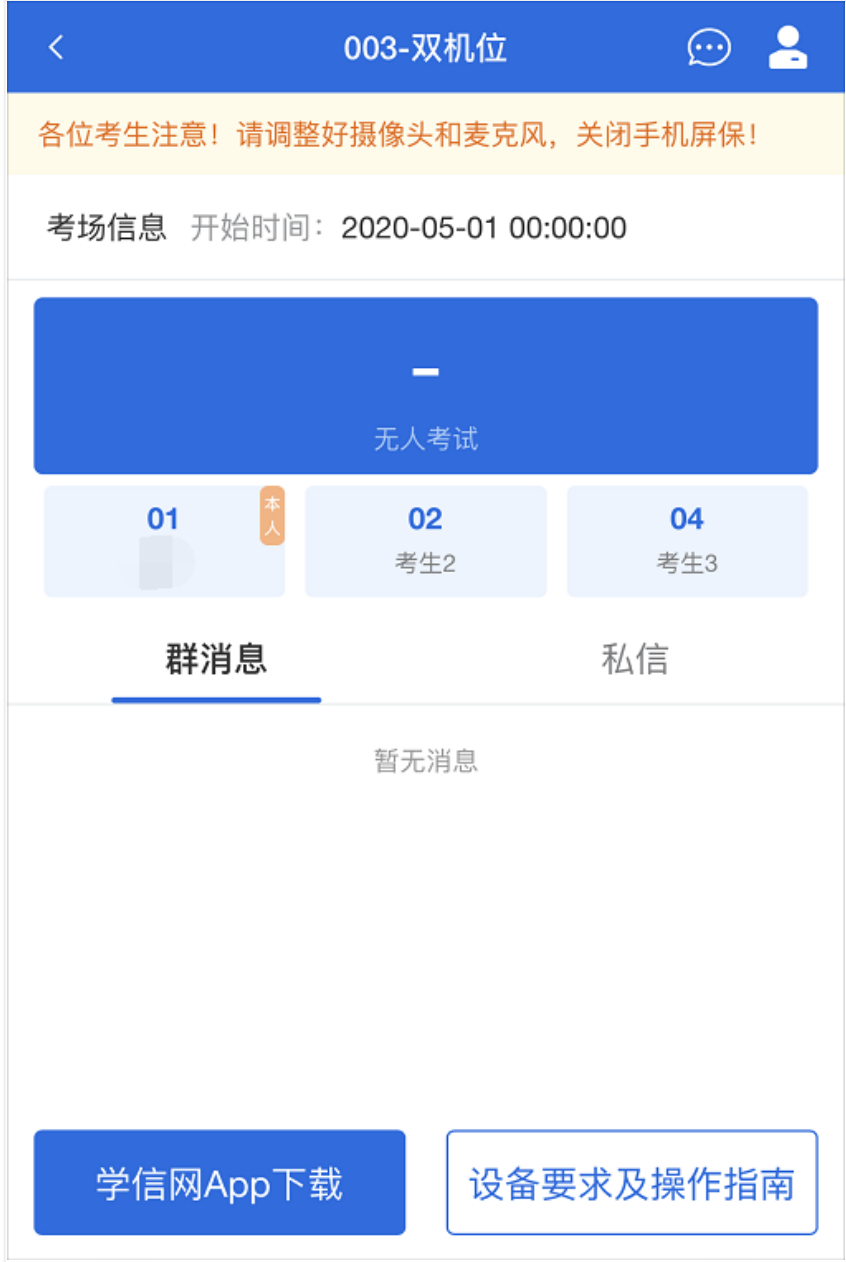 003-双机位
各位考生注意！请调整好摄像头和麦克风，关闭手机屏保！
考场信息 开始时间：2020-05-01 00:00:00
-
无人考试
01 本人 02 04
考生2 考生3
群消息 私信
暂无消息
学信网App下载 设备要求及操作指南